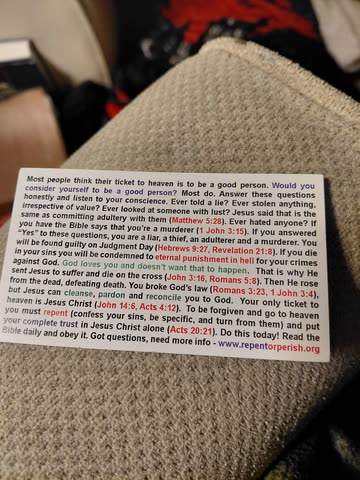 Most people think their ticket to heaven is to be a good person. Would you
consider yourself to be a good person? Most do. Answer these questions
honestly and listen to your conscience. Ever told a lie? Ever stolen anything,
irrespective of value? Ever looked at someone with lust? Jesus said that is the
same as committing adultery with them (Matthew 5:28). Ever hated anyone? If
you have the Bible says that you're a murderer (1 John 3:15). If you answered
"Yes" to these questions, you are a liar, a thief, an adulterer and a murderer. You
will be found guilty on Judgment Day (Hebrews 9:27, Revelation 21:8). If you die
in your sins you will be condemned to eternal punishment in hell for your crimes
against God. God loves you and doesn't want that to happen. That is why He
sent Jesus to suffer and die on the cross (John 3:16, Romans 5:8). Then He rose
from the dead, defeating death. You broke God's law (Romans 3:23, 1 John 3:4),
but Jesus can cleanse, pardon and reconcile you to God. Your only ticket to
heaven is Jesus Christ (John 14:6, Acts 4:12). To be forgiven and go to heaven
you must repent (confess your sins, be specific, and turn from them) and put
your complete trust in Jesus Christ alone (Acts 20:21). Do this today! Read the
Bible daily and obey it. Got questions, need more info - www.repentorperish.org